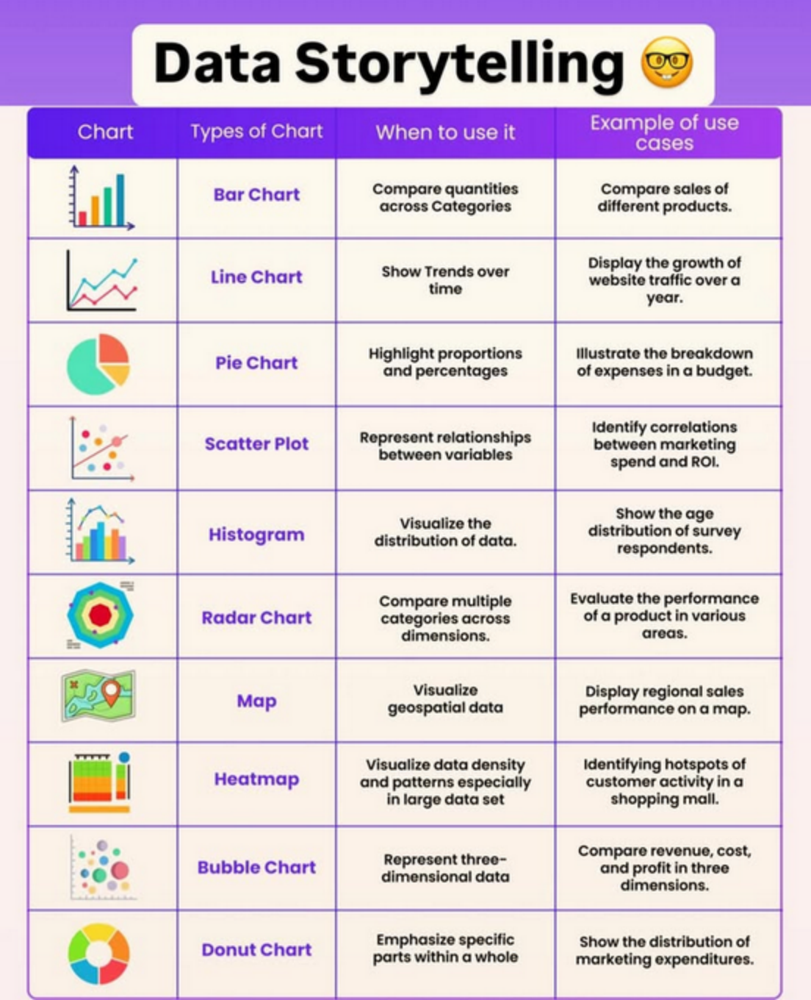 Data Storytelling
Chart
Types of Chart
When to use it
Example of use
cases
Bar Chart
Compare quantities
across Categories
Compare sales of
different products.
Line Chart
Show Trends over
time
Display the growth of
website traffic over a
year.
Pie Chart
Highlight proportions
and percentages
Illustrate the breakdown
of expenses in a budget.
Scatter Plot
Represent relationships
between variables
Identify correlations
between marketing
spend and ROI.
Histogram
Visualize the
distribution of data.
Show the age
distribution of survey
respondents.
Radar Chart
Compare multiple
categories across
dimensions.
Evaluate the performance
of a product in various
areas.
Map
Visualize
geospatial data
Display regional sales
performance on a map.
Heatmap
Visualize data density
and patterns especially
in large data set
Identifying hotspots of
customer activity in a
shopping mall.
Bubble Chart
Represent three-
dimensional data
Compare revenue, cost,
and profit in three
dimensions.
Donut Chart
Emphasize specific
parts within a whole
Show the distribution of
marketing expenditures.